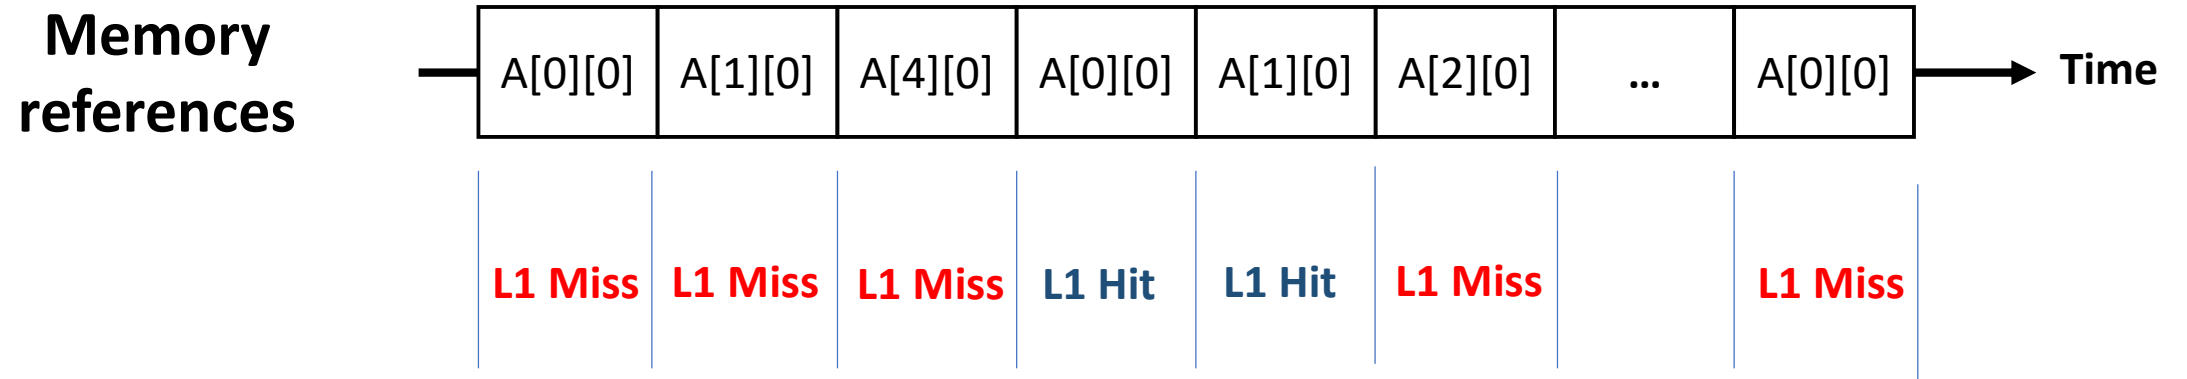 Memory
references
A[0][0] A[1][0] A[4][0] A[0][0] A[1][0] A[2][0] ... A[0][0]
Time
L1 Miss L1 Miss L1 Miss L1 Hit L1 Hit L1 Miss L1 Miss